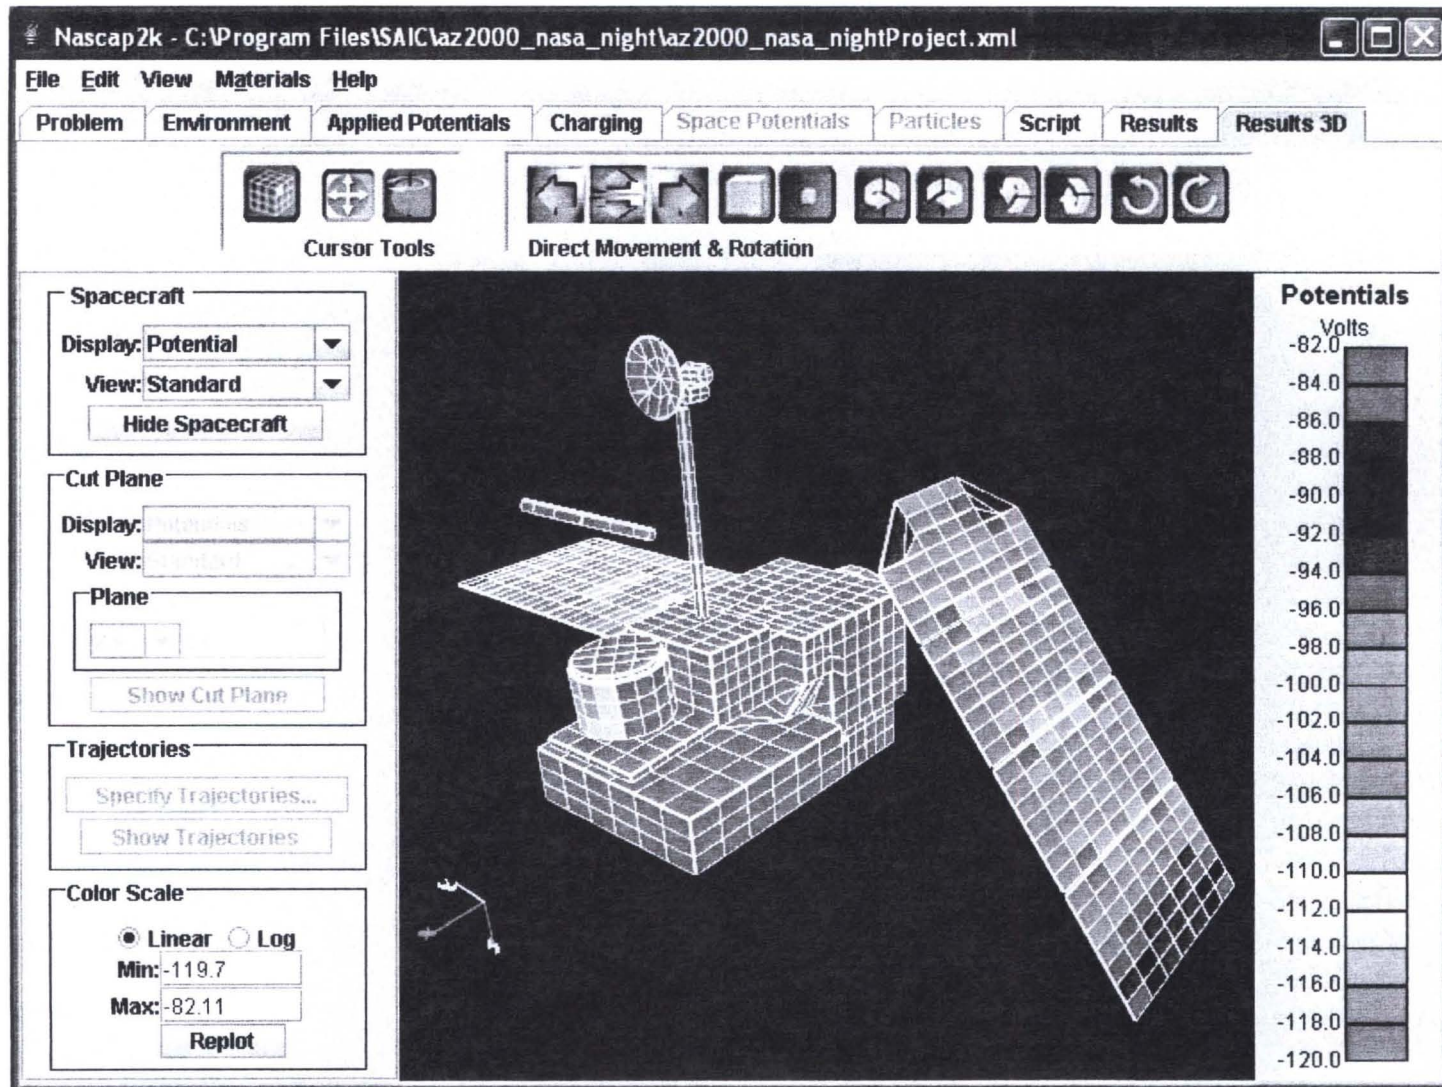 Nascap2k - C:\Program Files\SAIC\az2000_nasa_night\az2000_nasa_nightProject.xml
File Edit View Materials Help
Problem Environment Applied Potentials Charging Space Potentials Particles Script Results Results 3D
Cursor Tools
Direct Movement & Rotation
Spacecraft
Display: Potential
View: Standard
Hide Spacecraft
Cut Plane
Display: Potentials
View: Standard
Plane
Show Cut Plane
Trajectories
Specify Trajectories...
Show Trajectories
Color Scale
Linear Log
Min: -119.7
Max: -82.11
Replot
Potentials
Volts
-82.0
-84.0
-86.0
-88.0
-90.0
-92.0
-94.0
-96.0
-98.0
-100.0
-102.0
-104.0
-106.0
-108.0
-110.0
-112.0
-114.0
-116.0
-118.0
-120.0